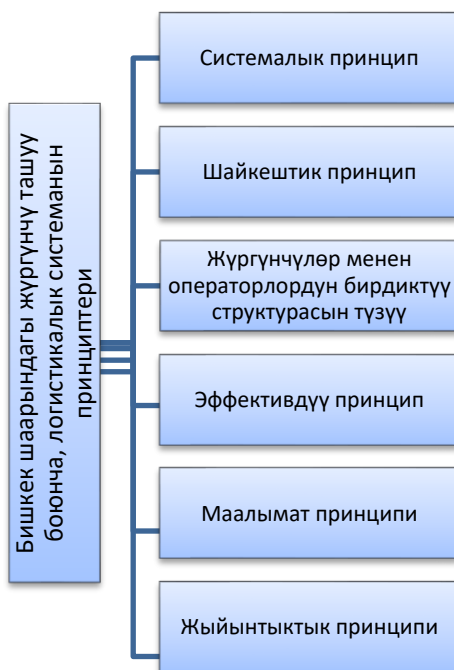 Бишкек шаарындагы жүргүнчү ташуу
боюнча, логистикалык системанын
принциптери
Системалык принцип
Шайкештик принцип
Жүргүнчүлөр менен
операторлордун бирдиктүү
структурасын түзүү
Эффективдүү принцип
Маалымат принципи
Жыйынтыктык принципи